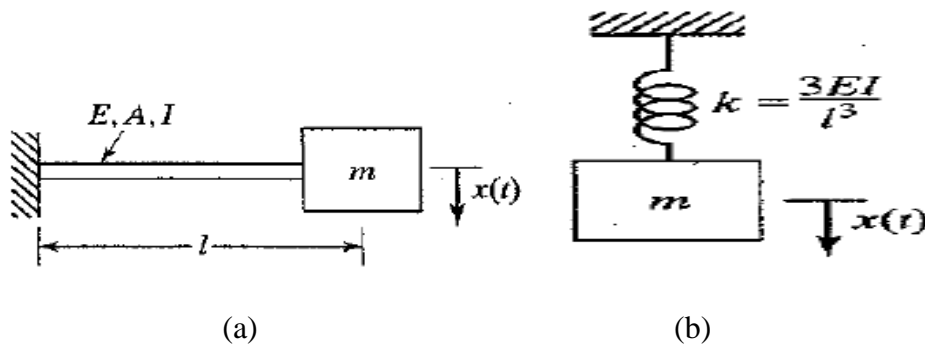 E, A, I
m
x(t)
l
(a)
k = 3EI/l³
m
x(t)
(b)